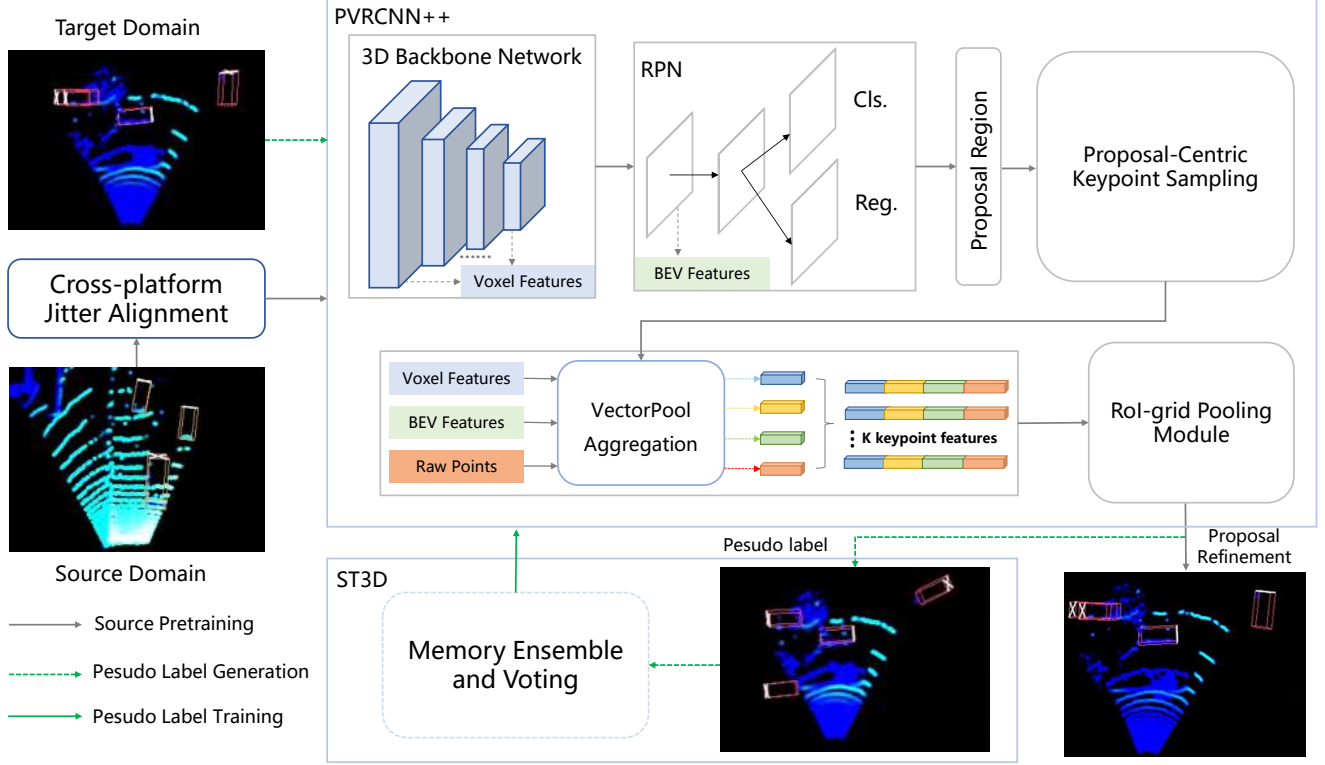 Target Domain
PVRCNN++
3D Backbone Network
......
Voxel Features
RPN
Cls.
Reg.
BEV Features
Proposal Region
Proposal-Centric
Keypoint Sampling
Cross-platform
Jitter Alignment
Source Domain
Voxel Features
BEV Features
Raw Points
VectorPool
Aggregation
K keypoint features
RoI-grid Pooling
Module
Pesudo label
Proposal
Refinement
ST3D
Memory Ensemble
and Voting
Source Pretraining
Pesudo Label Generation
Pesudo Label Training